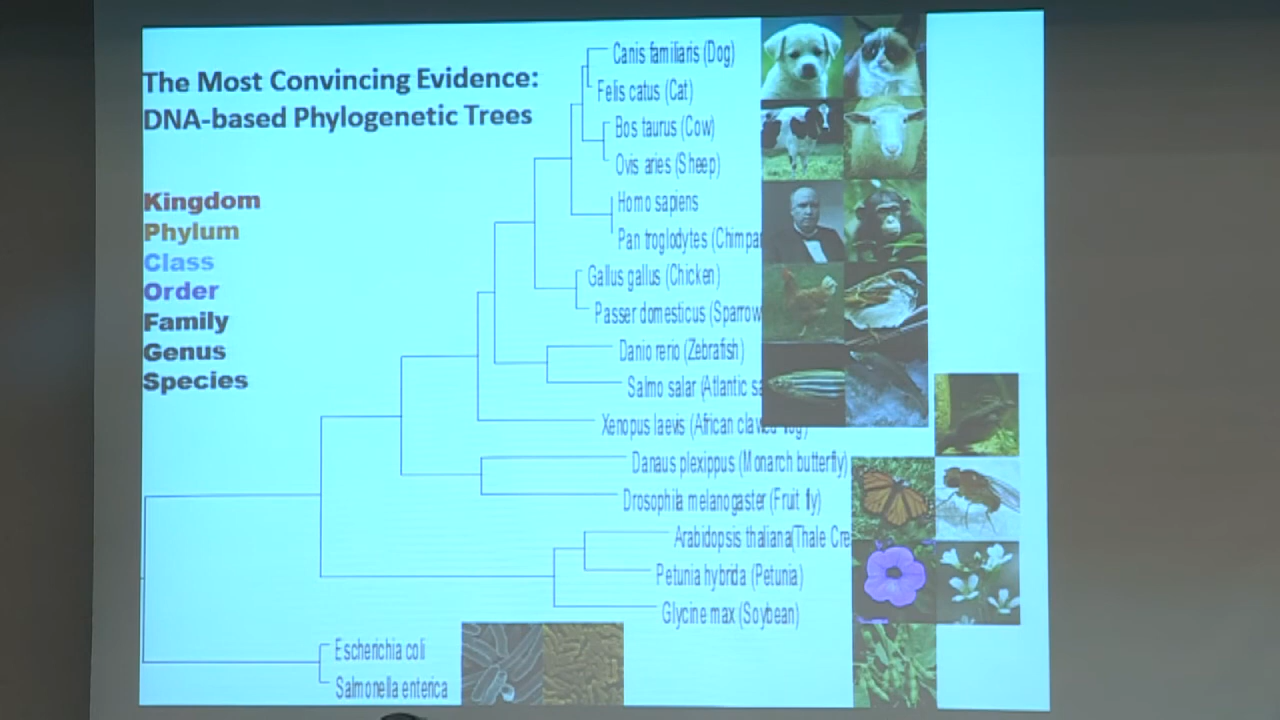 The Most Convincing Evidence:
DNA-based Phylogenetic Trees
Kingdom
Phylum
Class
Order
Family
Genus
Species
Canis familiaris (Dog)
Felis catus (Cat)
Bos taurus (Cow)
Ovis aries (Sheep)
Homo sapiens
Pan troglodytes (Chimpan
Gallus gallus (Chicken)
Passer domesticus (Sparrow
Danio rerio (Zebrafish)
Salmo salar (Atlantic sa
Xenopus laevis (African clawed frog)
Danaus plexippus (Monarch butterfly)
Drosophila melanogaster (Fruit fly)
Arabidopsis thaliana(Thale Cre
Petunia hybrida (Petunia)
Glycine max (Soybean)
Escherichia coli
Salmonella enterica